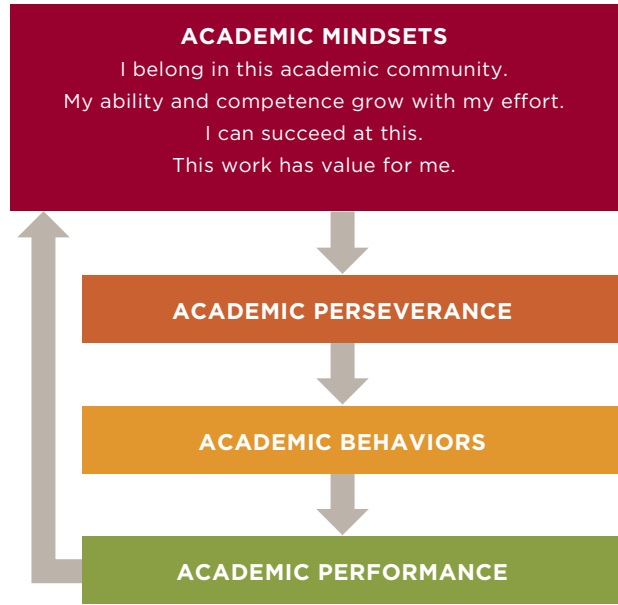 ACADEMIC MINDSETS
I belong in this academic community.
My ability and competence grow with my effort.
I can succeed at this.
This work has value for me.
ACADEMIC PERSEVERANCE
ACADEMIC BEHAVIORS
ACADEMIC PERFORMANCE